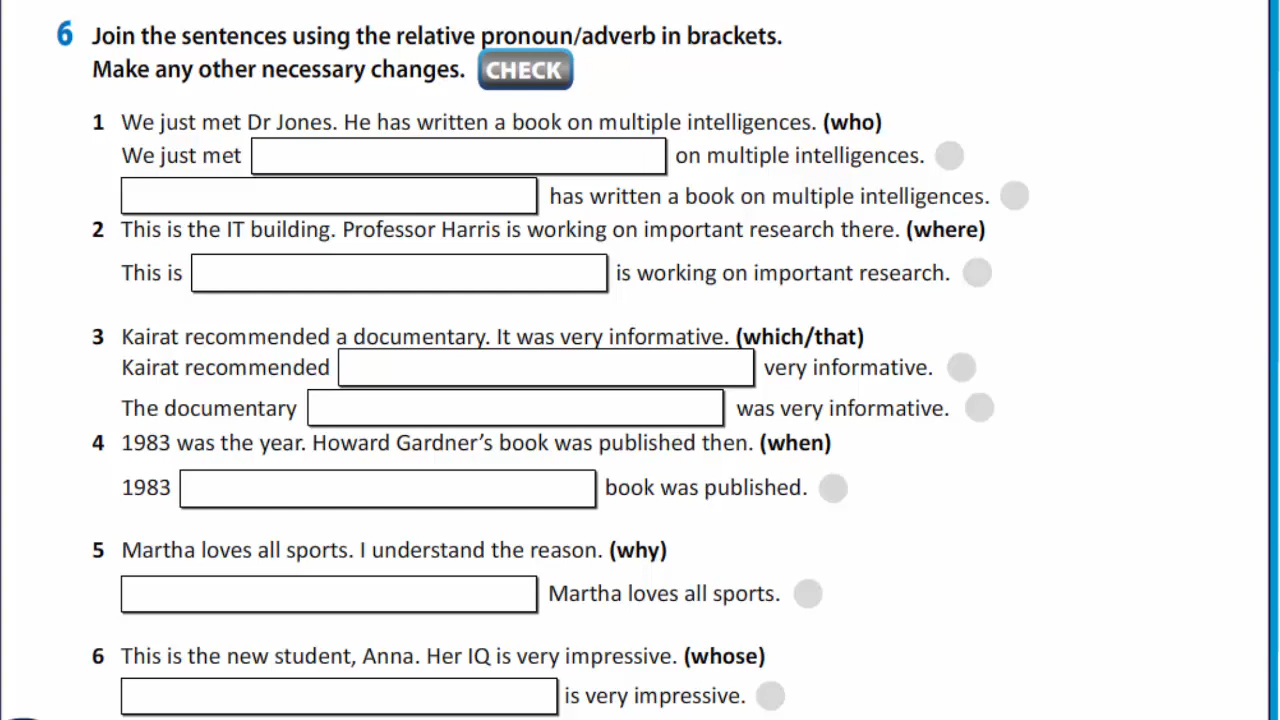 6 Join the sentences using the relative pronoun/adverb in brackets.
Make any other necessary changes. CHECK
1 We just met Dr Jones. He has written a book on multiple intelligences. (who)
We just met on multiple intelligences.
has written a book on multiple intelligences.
2 This is the IT building. Professor Harris is working on important research there. (where)
This is is working on important research.
3 Kairat recommended a documentary. It was very informative. (which/that)
Kairat recommended very informative.
The documentary was very informative.
4 1983 was the year. Howard Gardner’s book was published then. (when)
1983 book was published.
5 Martha loves all sports. I understand the reason. (why)
Martha loves all sports.
6 This is the new student, Anna. Her IQ is very impressive. (whose)
is very impressive.